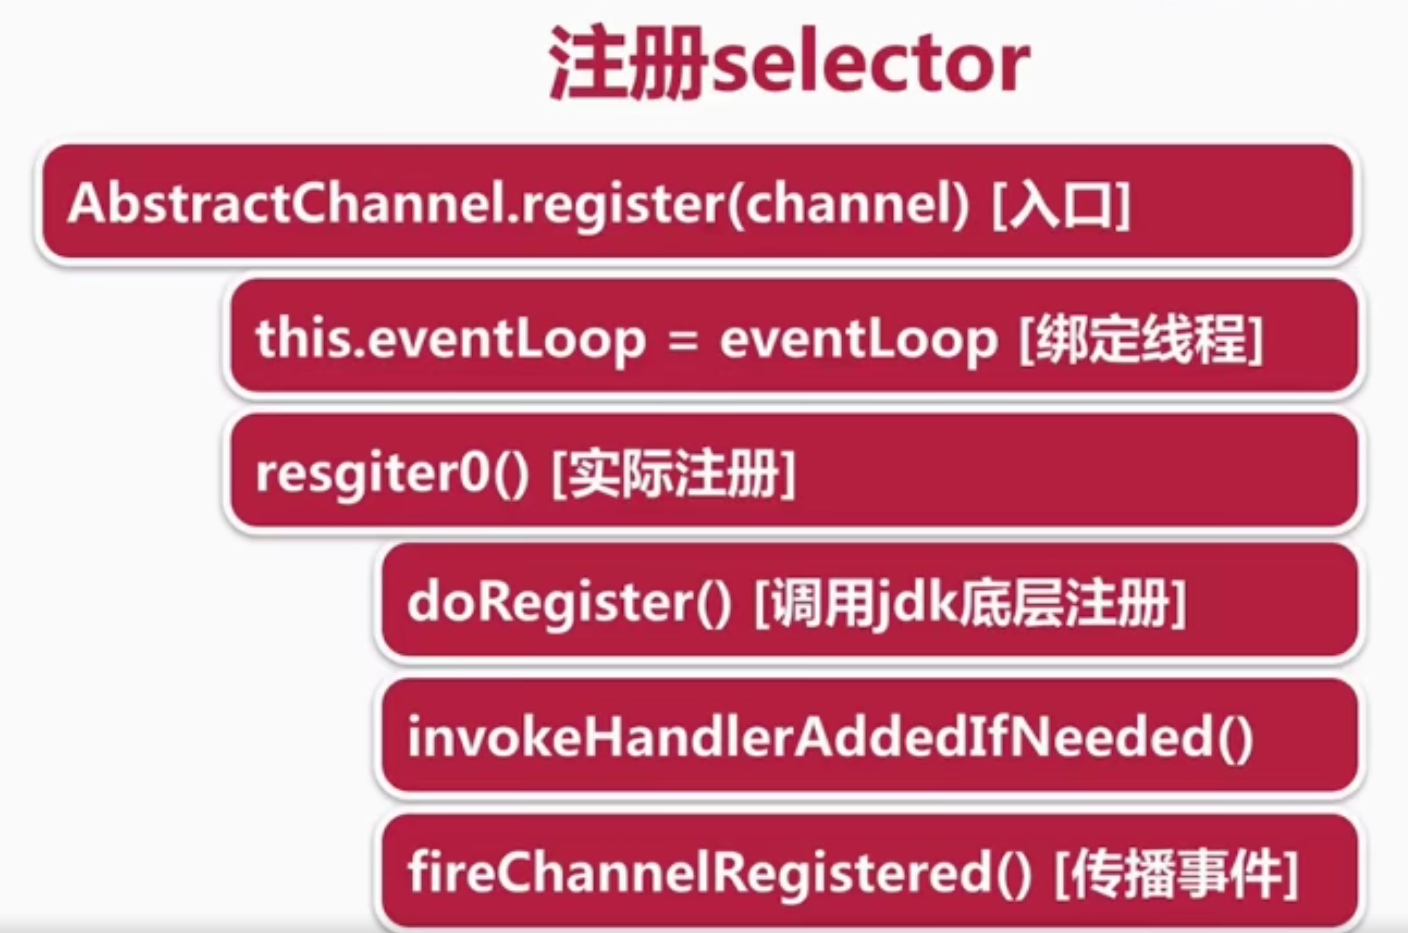 注册selector
AbstractChannel.register(channel) [入口]
this.eventLoop = eventLoop [绑定线程]
resgiter0() [实际注册]
doRegister() [调用jdk底层注册]
invokeHandlerAddedIfNeeded()
fireChannelRegistered() [传播事件]